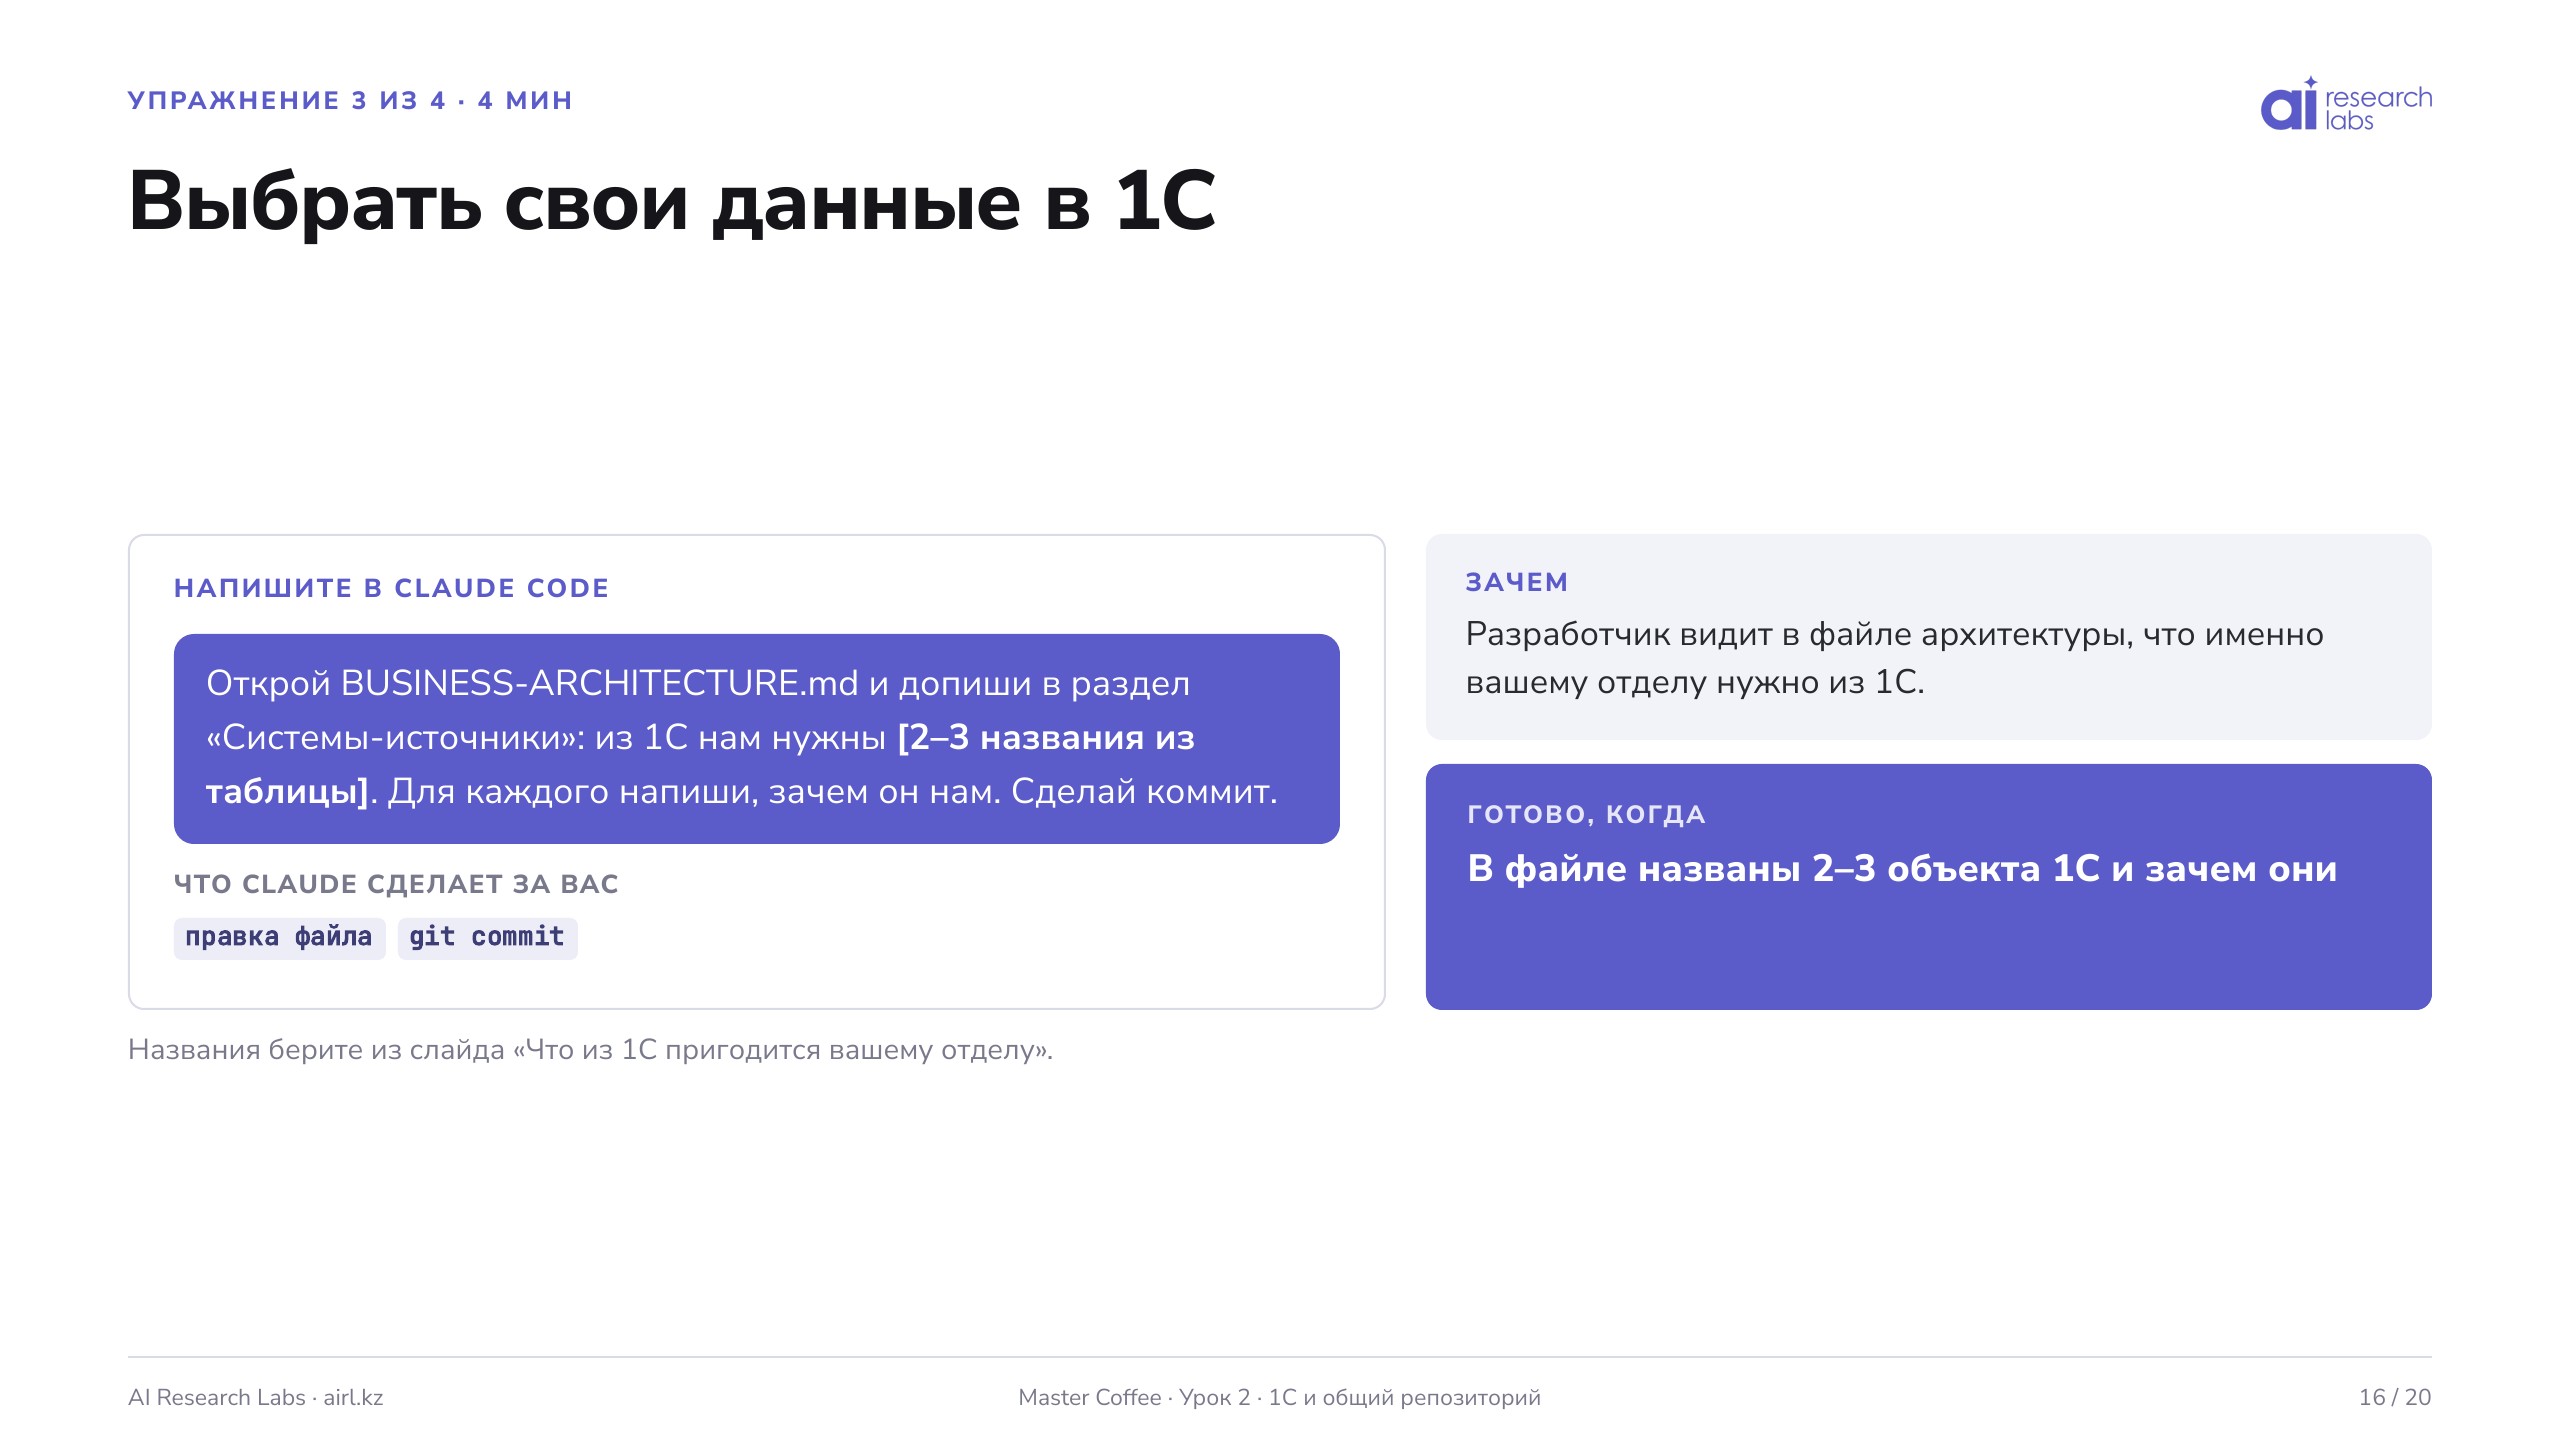 УПРАЖНЕНИЕ 3 ИЗ 4 · 4 МИН
ai research labs
Выбрать свои данные в 1С
НАПИШИТЕ В CLAUDE CODE
Открой BUSINESS-ARCHITECTURE.md и допиши в раздел
«Системы-источники»: из 1С нам нужны [2–3 названия из
таблицы]. Для каждого напиши, зачем он нам. Сделай коммит.
ЧТО CLAUDE СДЕЛАЕТ ЗА ВАС
правка файла git commit
ЗАЧЕМ
Разработчик видит в файле архитектуры, что именно
вашему отделу нужно из 1С.
ГОТОВО, КОГДА
В файле названы 2–3 объекта 1С и зачем они
Названия берите из слайда «Что из 1С пригодится вашему отделу».
AI Research Labs · airl.kz
Master Coffee · Урок 2 · 1С и общий репозиторий
16 / 20